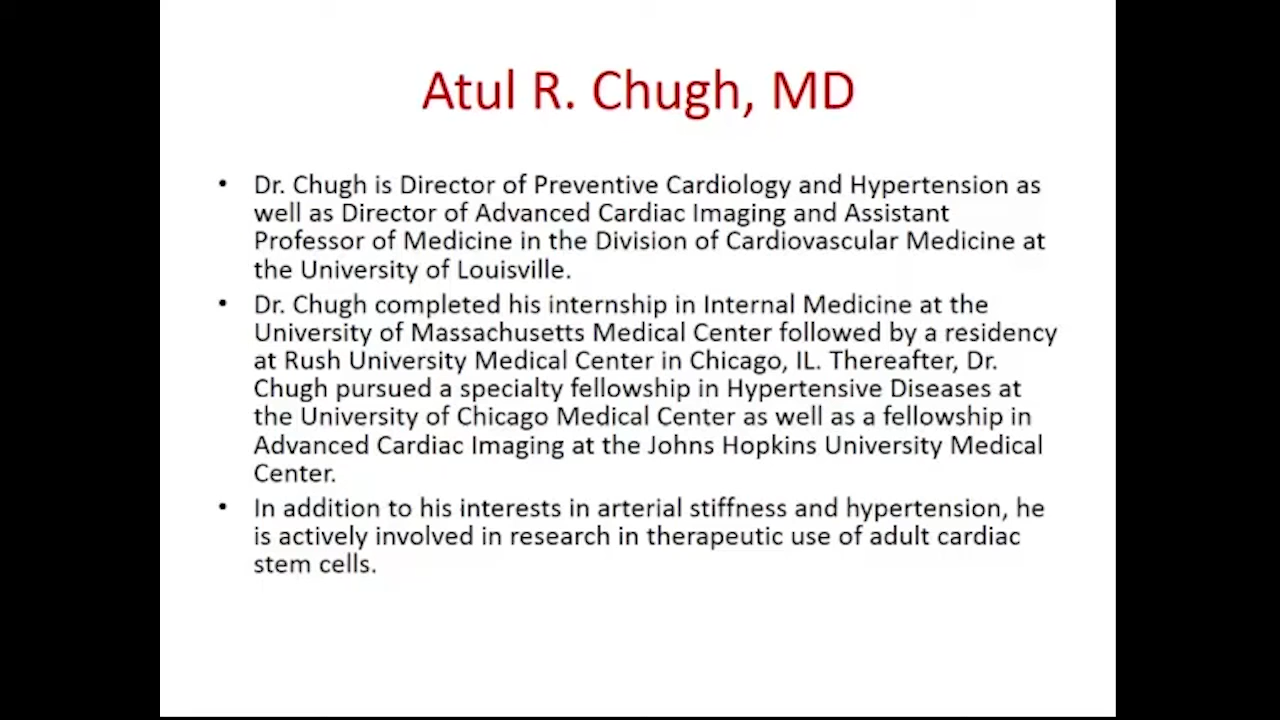 Atul R. Chugh, MD
• Dr. Chugh is Director of Preventive Cardiology and Hypertension as
well as Director of Advanced Cardiac Imaging and Assistant
Professor of Medicine in the Division of Cardiovascular Medicine at
the University of Louisville.
• Dr. Chugh completed his internship in Internal Medicine at the
University of Massachusetts Medical Center followed by a residency
at Rush University Medical Center in Chicago, IL. Thereafter, Dr.
Chugh pursued a specialty fellowship in Hypertensive Diseases at
the University of Chicago Medical Center as well as a fellowship in
Advanced Cardiac Imaging at the Johns Hopkins University Medical
Center.
• In addition to his interests in arterial stiffness and hypertension, he
is actively involved in research in therapeutic use of adult cardiac
stem cells.